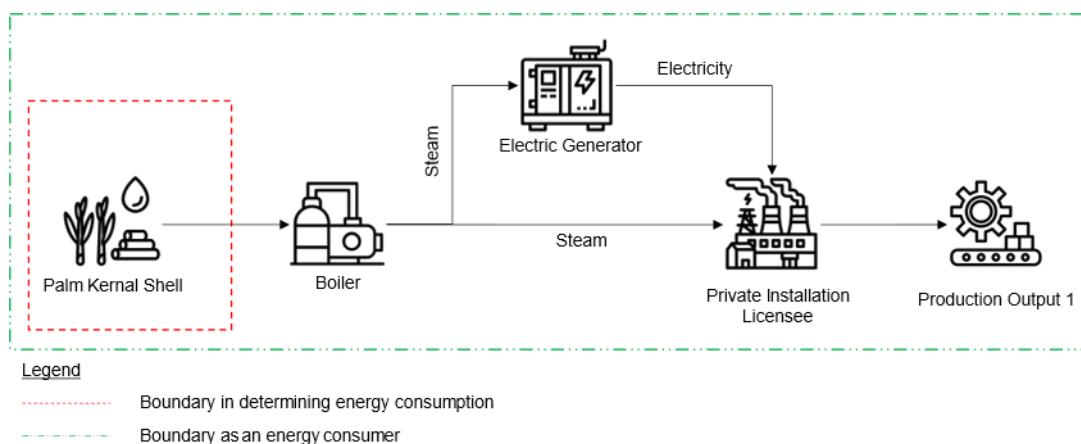 Electricity
Steam
Electric Generator
Steam
Palm Kernal Shell
Boiler
Private Installation
Licensee
Production Output 1
Legend
Boundary in determining energy consumption
Boundary as an energy consumer